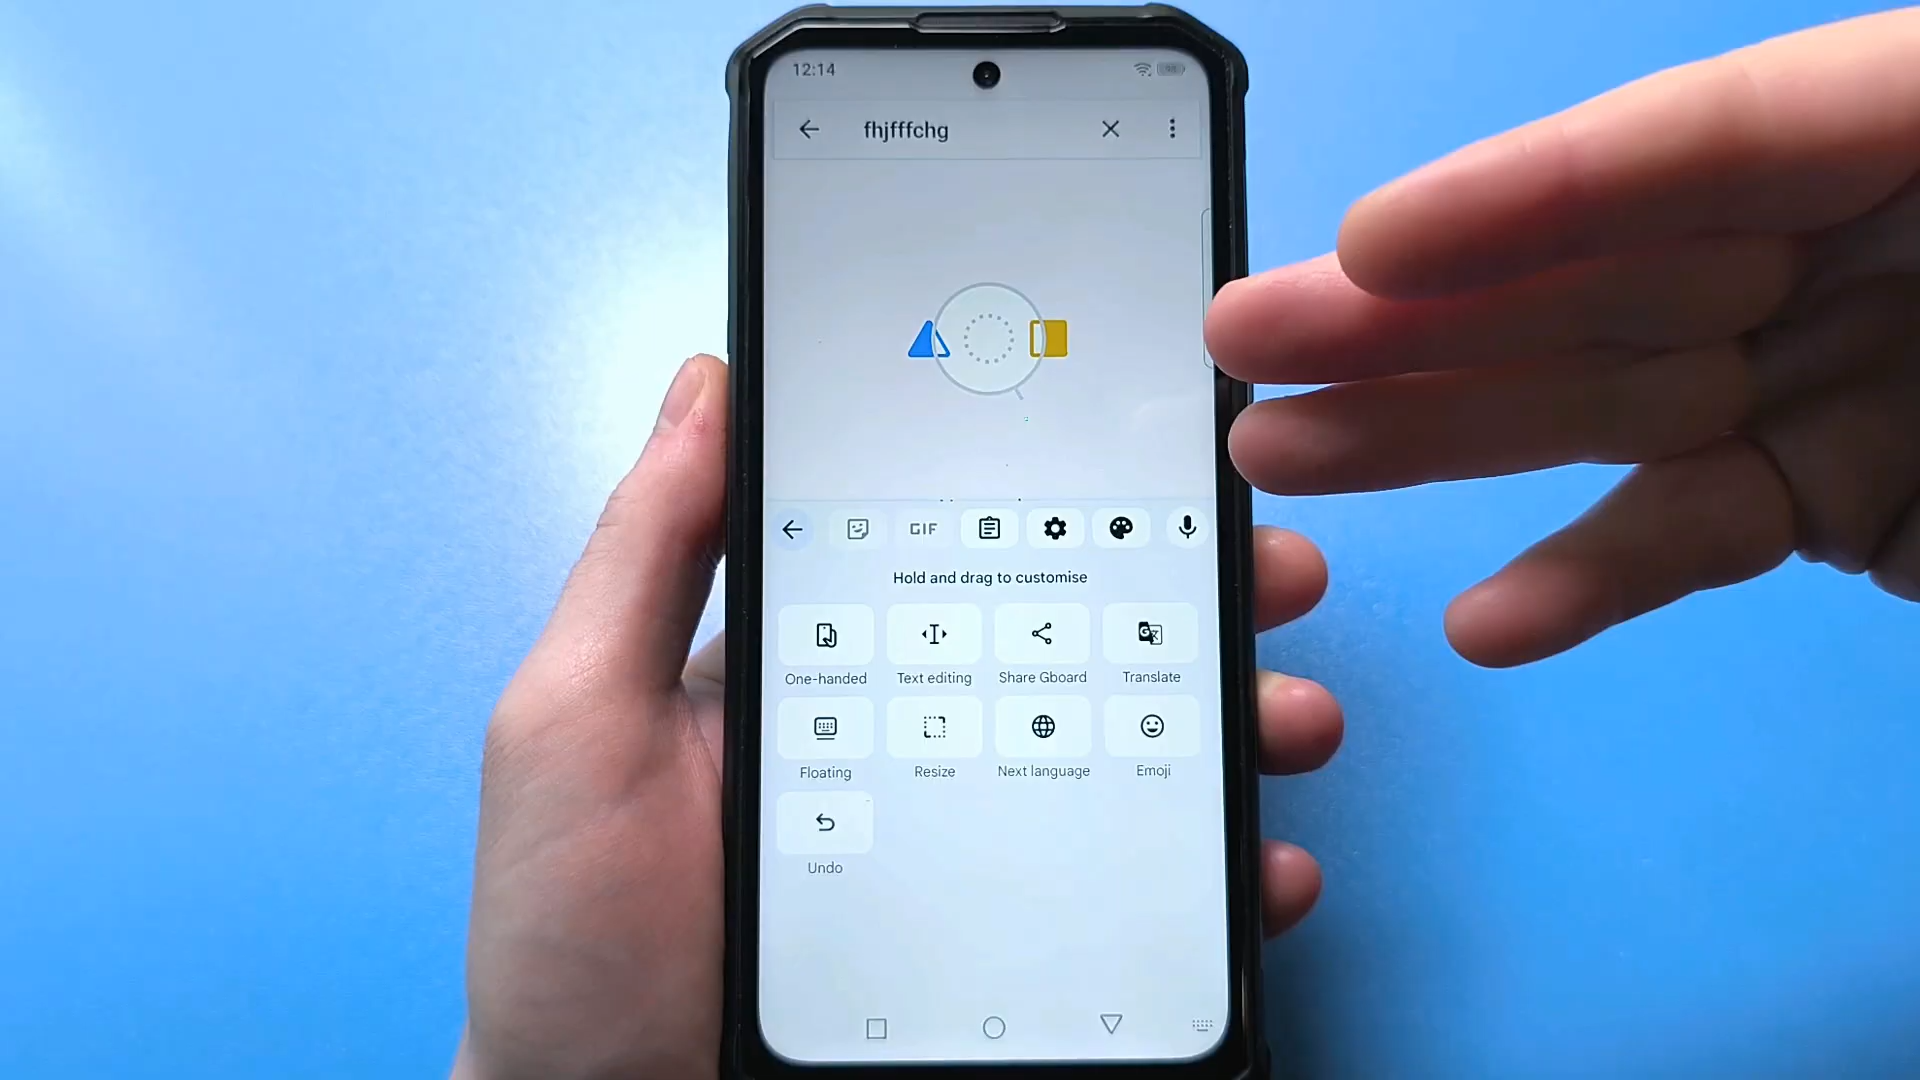 12:14
fhjfffchg
GIF
Hold and drag to customise
One-handed Text editing Share Gboard Translate
Floating Resize Next language Emoji
Undo